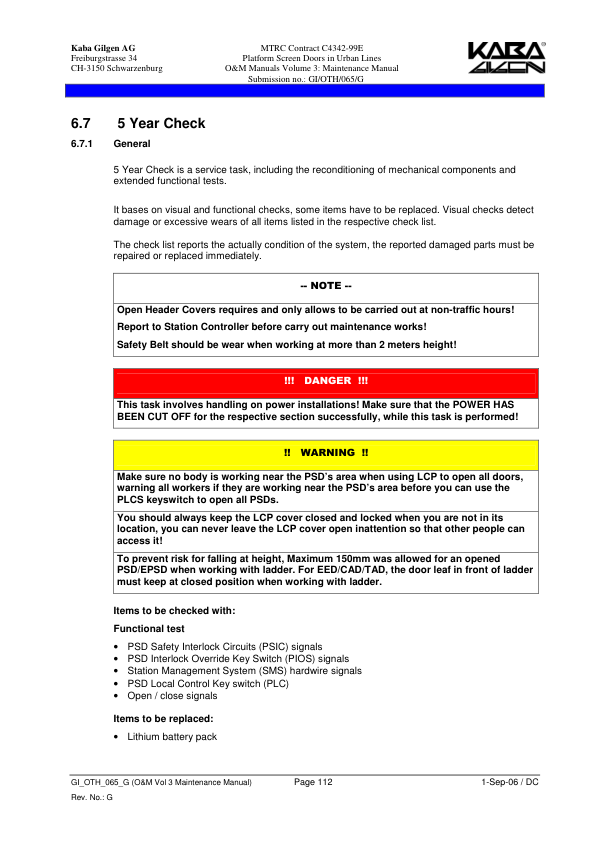 Kaba Gilgen AG
Freiburgstrasse 34
CH-3150 Schwarzenburg
MTRC Contract C4342-99E
Platform Screen Doors in Urban Lines
O&M Manuals Volume 3: Maintenance Manual
Submission no.: GI/OTH/065/G
KABA
GILGEN
6.7 5 Year Check
6.7.1 General
5 Year Check is a service task, including the reconditioning of mechanical components and
extended functional tests.
It bases on visual and functional checks, some items have to be replaced. Visual checks detect
damage or excessive wears of all items listed in the respective check list.
The check list reports the actually condition of the system, the reported damaged parts must be
repaired or replaced immediately.
-- NOTE --
Open Header Covers requires and only allows to be carried out at non-traffic hours!
Report to Station Controller before carry out maintenance works!
Safety Belt should be wear when working at more than 2 meters height!
!!! DANGER !!!
This task involves handling on power installations! Make sure that the POWER HAS
BEEN CUT OFF for the respective section successfully, while this task is performed!
!! WARNING !!
Make sure no body is working near the PSD's area when using LCP to open all doors,
warning all workers if they are working near the PSD's area before you can use the
PLCS keyswitch to open all PSDs.
You should always keep the LCP cover closed and locked when you are not in its
location, you can never leave the LCP cover open inattention so that other people can
access it!
To prevent risk for falling at height, Maximum 150mm was allowed for an opened
PSD/EPSD when working with ladder. For EED/CAD/TAD, the door leaf in front of ladder
must keep at closed position when working with ladder.
Items to be checked with:
Functional test
• PSD Safety Interlock Circuits (PSIC) signals
• PSD Interlock Override Key Switch (PIOS) signals
• Station Management System (SMS) hardwire signals
• PSD Local Control Key switch (PLC)
• Open / close signals
Items to be replaced:
• Lithium battery pack
GI_OTH_065_G (O&M Vol 3 Maintenance Manual) Page 112 1-Sep-06 / DC
Rev. No.: G